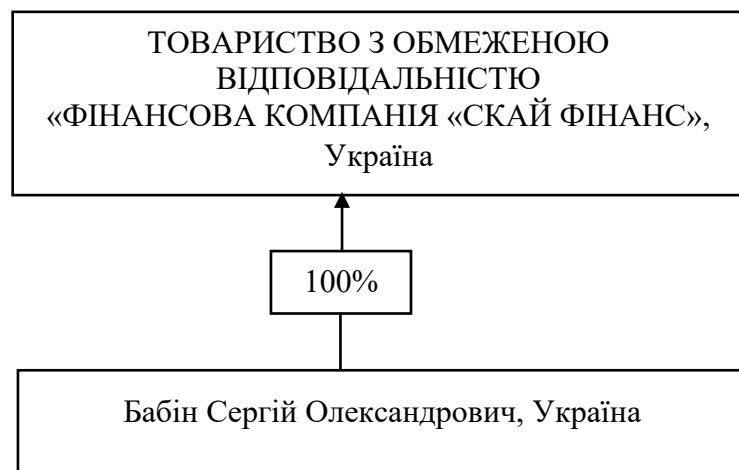 ТОВАРИСТВО З ОБМЕЖЕНОЮ
ВІДПОВІДАЛЬНІСТЮ
«ФІНАНСОВА КОМПАНІЯ «СКАЙ ФІНАНС»,
Україна
100%
Бабін Сергій Олександрович, Україна